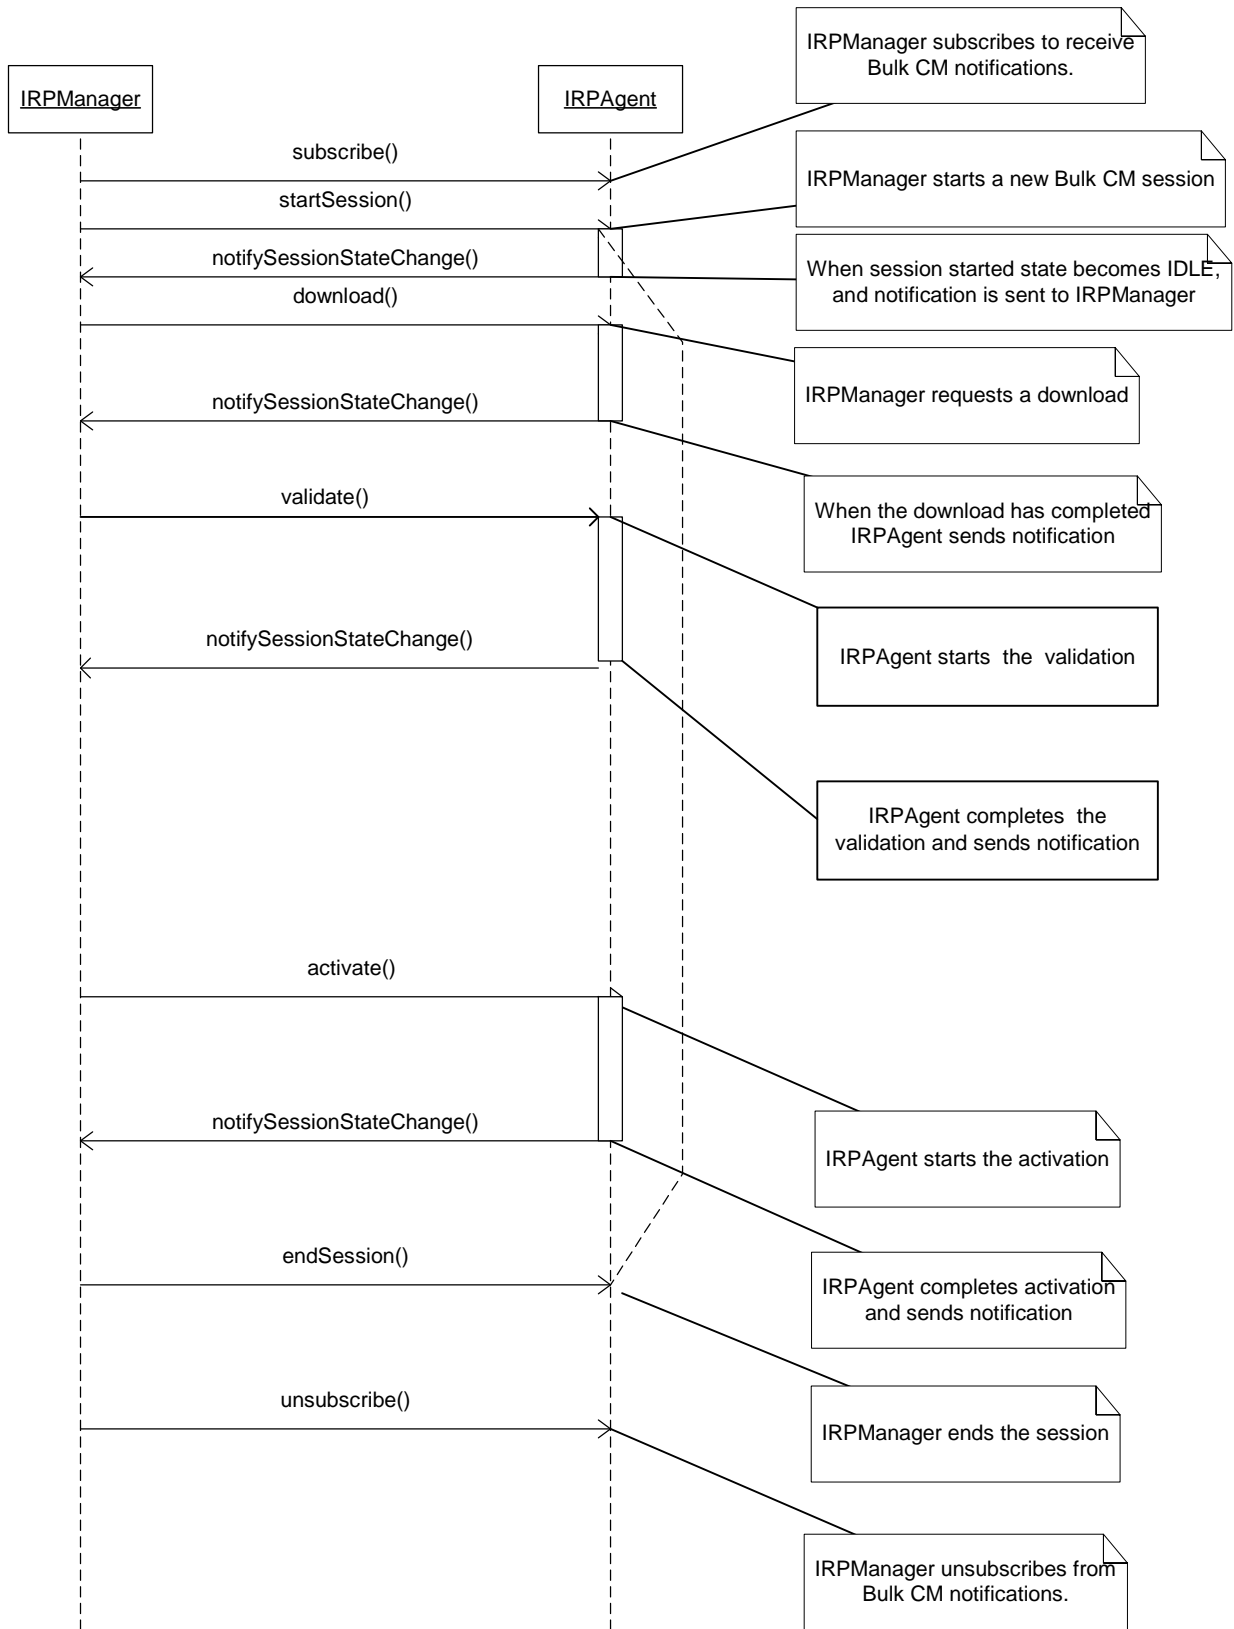 IRPManager subscribes to receive
Bulk CM notifications.
IRPManager
IRPAgent
subscribe()
IRPManager starts a new Bulk CM session
startSession()
notifySessionStateChange()
When session started state becomes IDLE,
and notification is sent to IRPManager
download()
IRPManager requests a download
notifySessionStateChange()
validate()
When the download has completed
IRPAgent sends notification
notifySessionStateChange()
IRPAgent starts the validation
IRPAgent completes the
validation and sends notification
activate()
notifySessionStateChange()
IRPAgent starts the activation
endSession()
IRPAgent completes activation
and sends notification
unsubscribe()
IRPManager ends the session
IRPManager unsubscribes from
Bulk CM notifications.